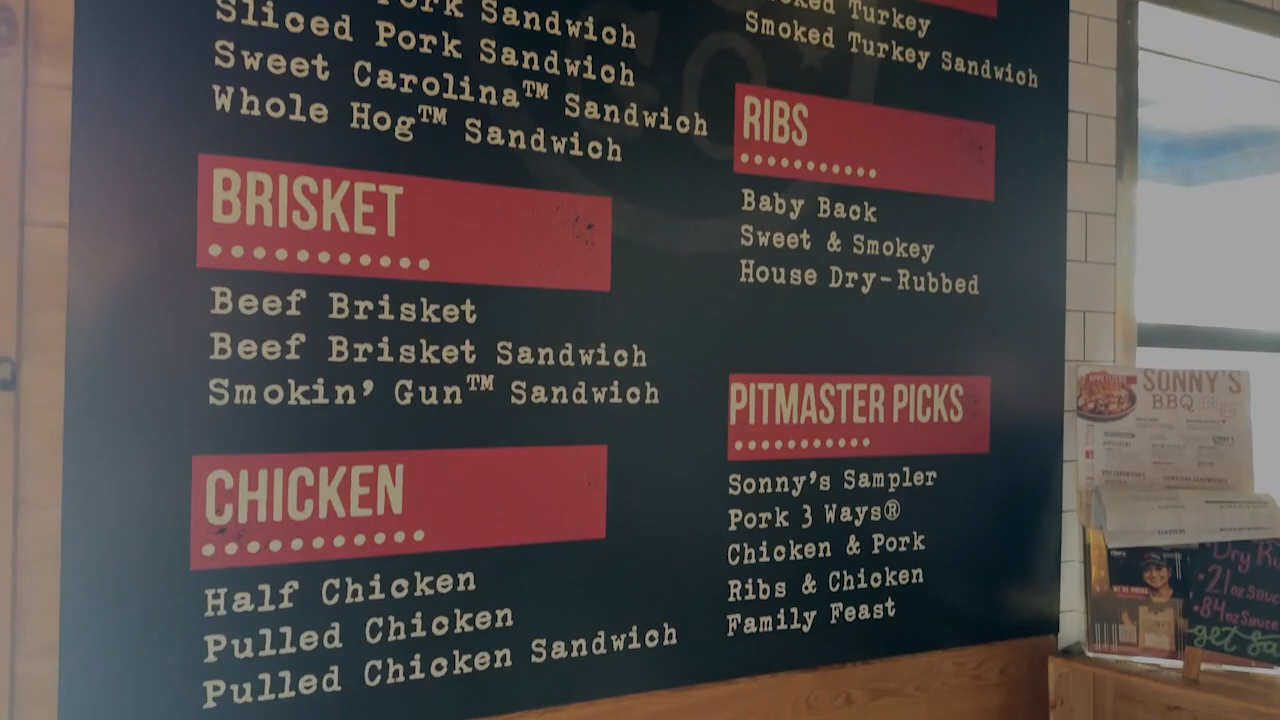 Pork Sandwich
Sliced Pork Sandwich
Sweet Carolina™ Sandwich
Whole Hog™ Sandwich
BRISKET
Beef Brisket
Beef Brisket Sandwich
Smokin' Gun™ Sandwich
CHICKEN
Half Chicken
Pulled Chicken
Pulled Chicken Sandwich
Turkey
Smoked Turkey Sandwich
RIBS
Baby Back
Sweet & Smokey
House Dry-Rubbed
PITMASTER PICKS
Sonny's Sampler
Pork 3 Ways®
Chicken & Pork
Ribs & Chicken
Family Feast
SONNY'S
BBQ
Dry